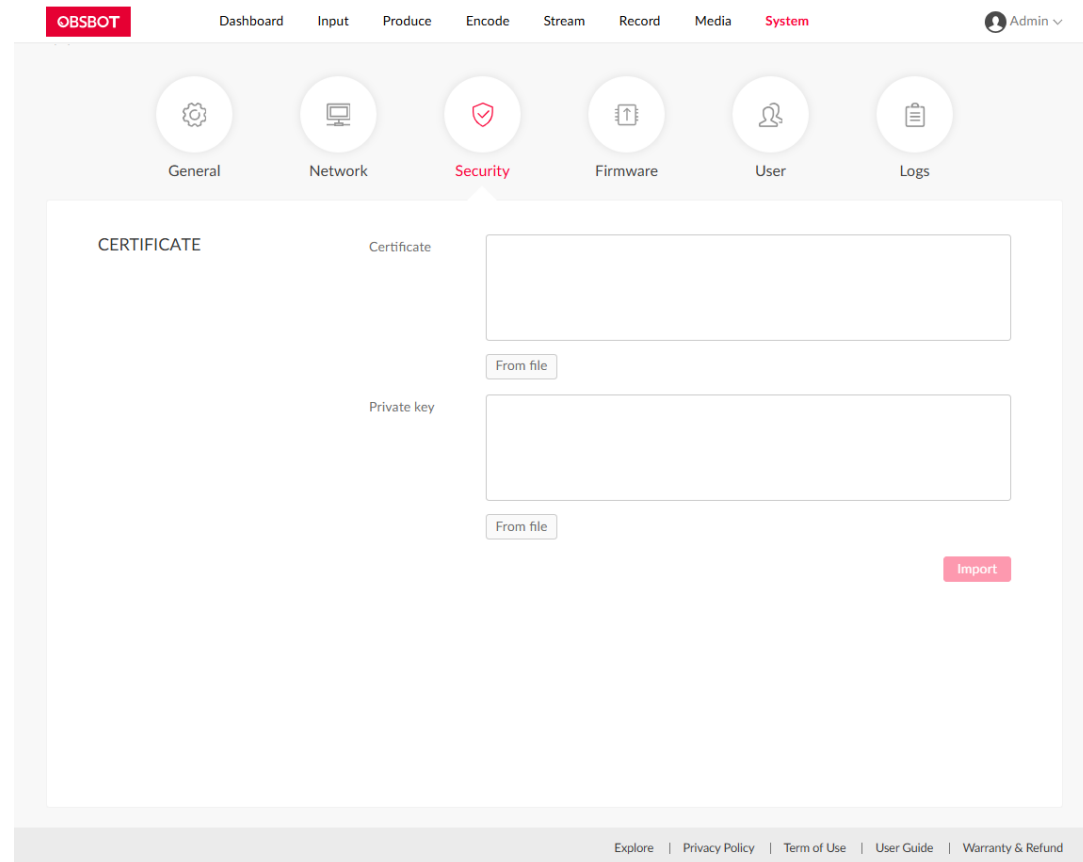 OBSBOT Dashboard Input Produce Encode Stream Record Media System Admin
General Network Security Firmware User Logs
CERTIFICATE Certificate
From file
Private key
From file
Import
Explore | Privacy Policy | Term of Use | User Guide | Warranty & Refund